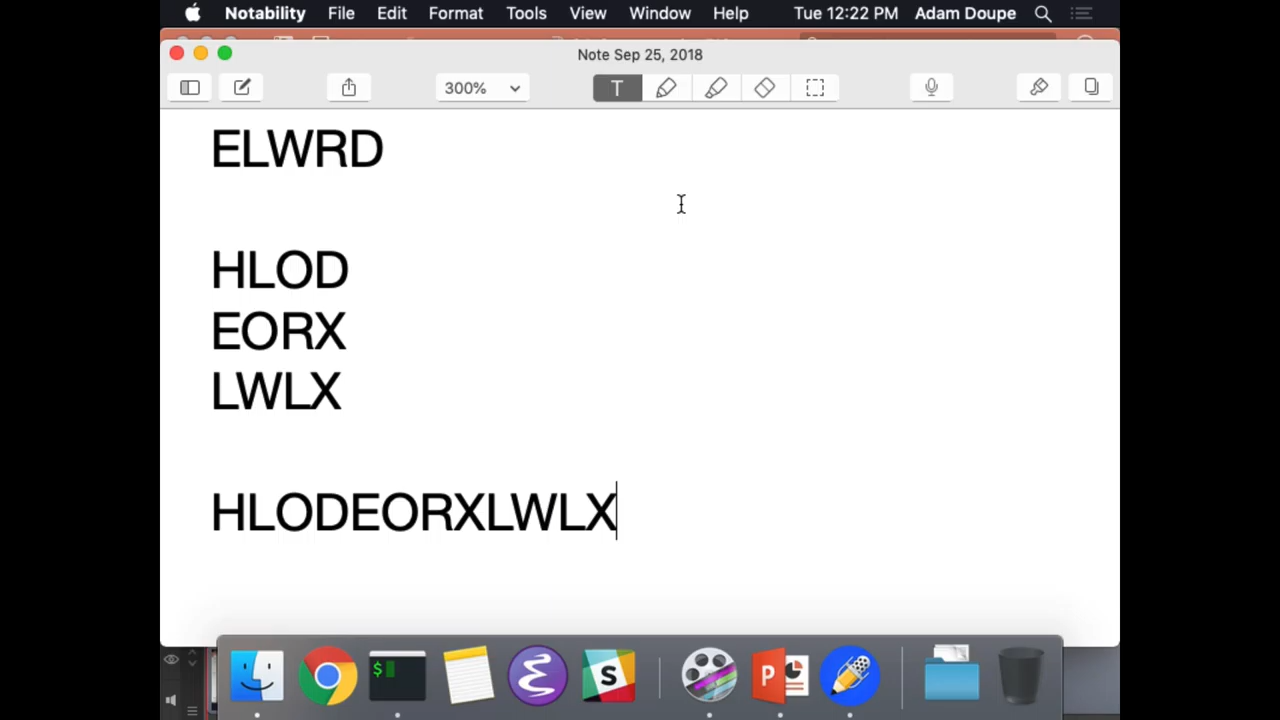 Notability File Edit Format Tools View Window Help Tue 12:22 PM Adam Doupe
Note Sep 25, 2018
300% T
ELWRD
HLOD
EORX
LWLX
HLODEORXLWLX
$ S P